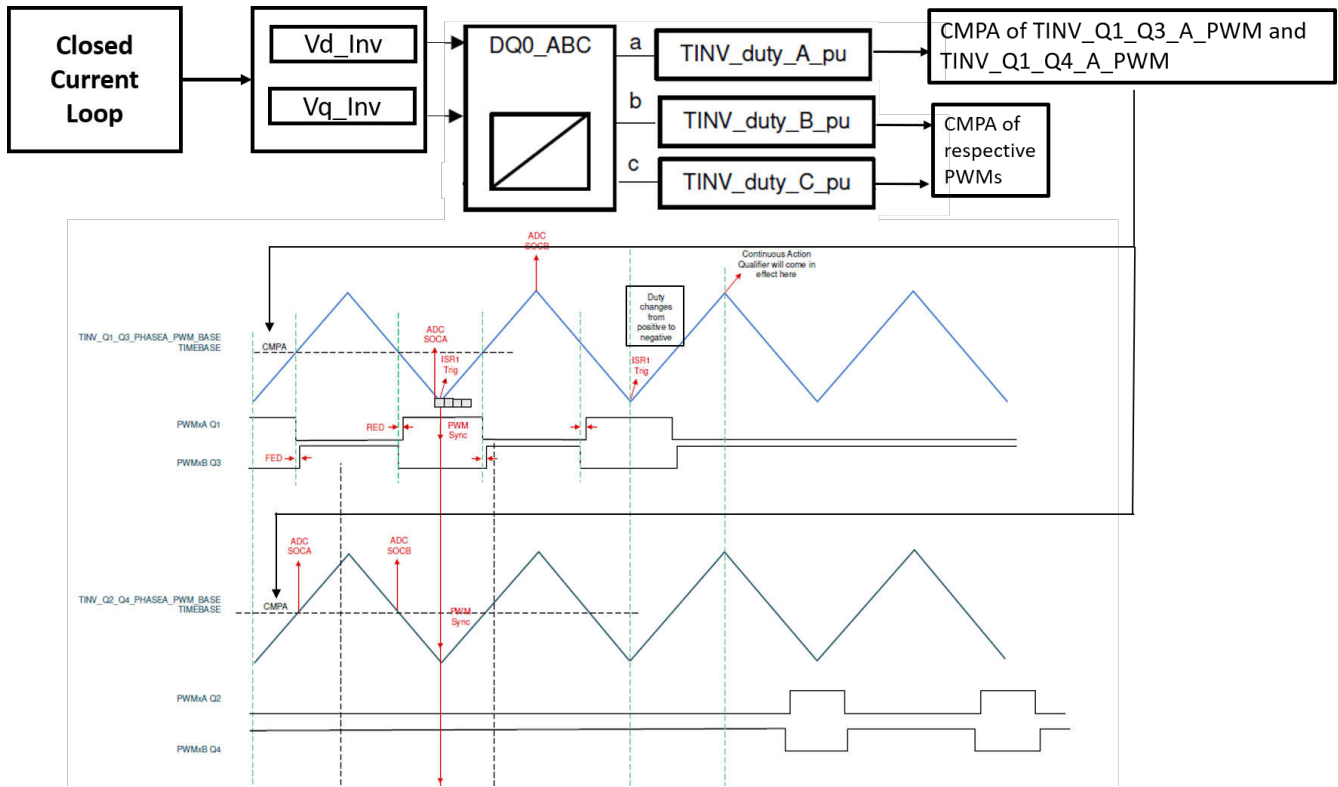 Closed
Current
Loop
Vd_Inv
Vq_Inv
DQ0_ABC
a
b
c
TINV_duty_A_pu
TINV_duty_B_pu
TINV_duty_C_pu
CMPA of TINV_Q1_Q3_A_PWM and
TINV_Q1_Q4_A_PWM
CMPA of
respective
PWMs
ADC
SOCB
Continuous Action
Qualifier will come in
effect here
Duty
changes
from
positive to
negative
TINV_Q1_Q3_PHASEA_PWM_BASE
TIMEBASE
CMPA
ADC
SOCA
ISR1
Trig
ISR1
Trig
PWMxA Q1
RED
PWM
Sync
PWMxB Q3
FED
ADC
SOCA
ADC
SOCB
TINV_Q2_Q4_PHASEA_PWM_BASE
TIMEBASE
CMPA
PWM
Sync
PWMxA Q2
PWMxB Q4